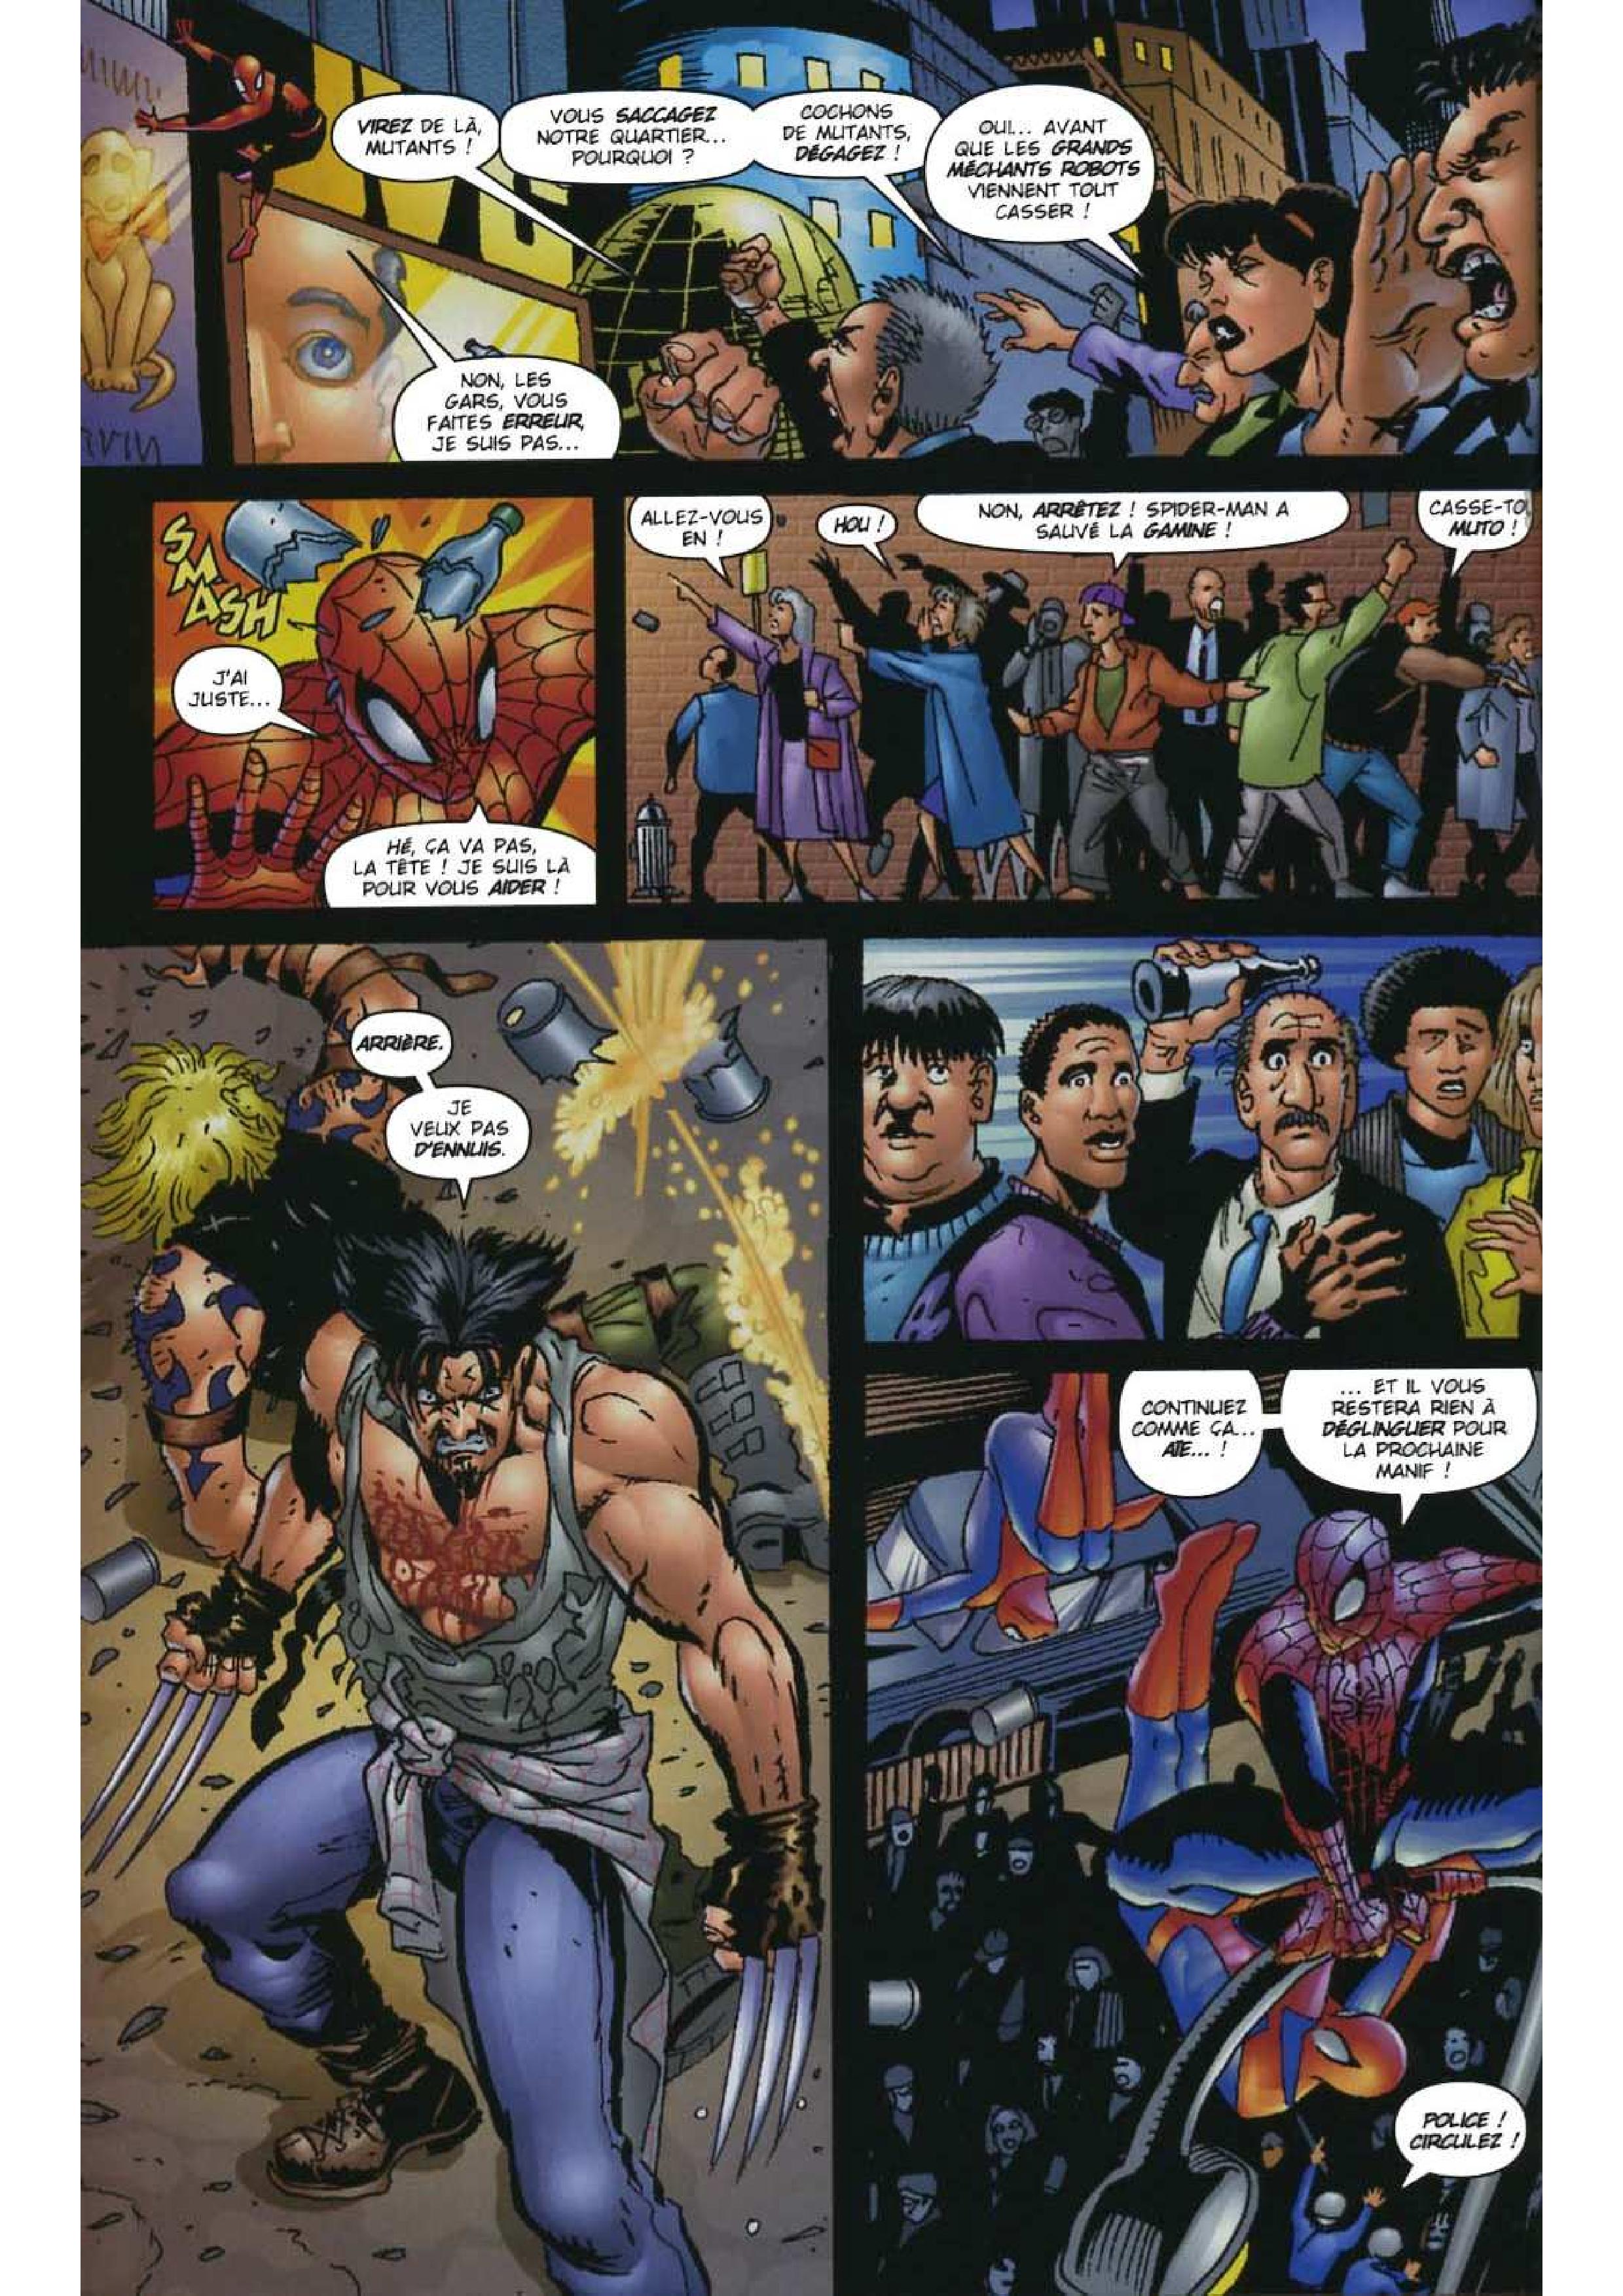 VIREZ DE LÀ,
MUTANTS !
VOUS SACCAGEZ
NOTRE QUARTIER...
POURQUOI ?
COCHONS
DE MUTANTS,
DÉGAGEZ !
OUI... AVANT
QUE LES GRANDS
MÉCHANTS ROBOTS
VIENNENT TOUT
CASSER !
NON, LES
GARS, VOUS
FAITES ERREUR,
JE SUIS PAS...
SMASH
J'AI
JUSTE...
HÉ, ÇA VA PAS,
LA TÊTE ! JE SUIS LÀ
POUR VOUS AIDER !
ALLEZ-VOUS
EN !
HOU !
NON, ARRÊTEZ ! SPIDER-MAN A
SAUVÉ LA GAMINE !
CASSE-TO
MUTO !
ARRIÈRE.
JE
VEUX PAS
D'ENNUIS.
CONTINUEZ
COMME ÇA...
AÏE... !
... ET IL VOUS
RESTERA RIEN À
DÉGLINGUER POUR
LA PROCHAINE
MANIF !
POLICE !
CIRCULEZ !